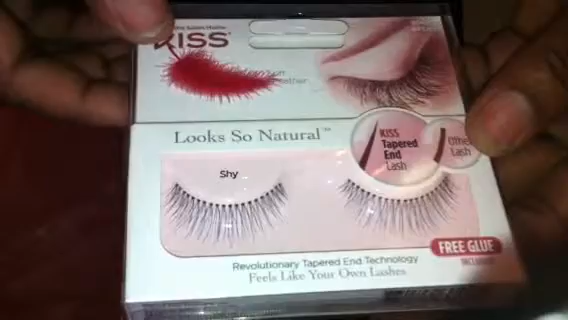 KISS
Looks So Natural™
KISS
Tapered
End
Lash
Other
Lash
Shy
FREE GLUE
INCLUDED
Revolutionary Tapered End Technology
Feels Like Your Own Lashes